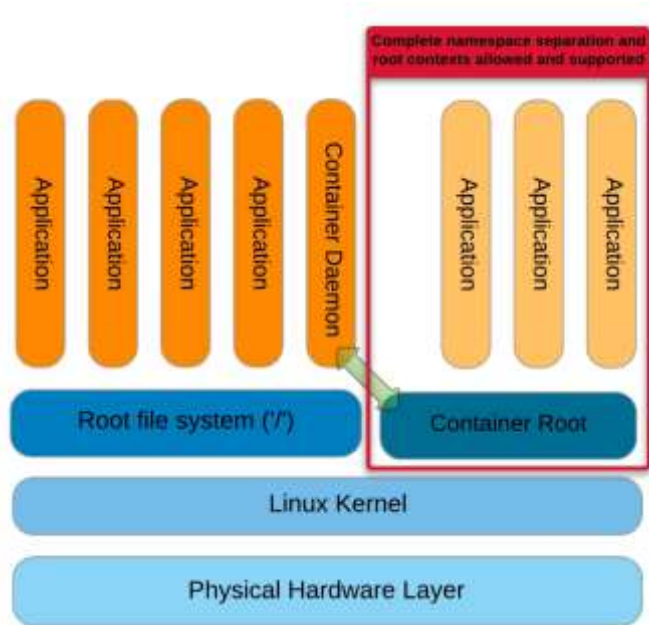 Complete namespace separation and
root contexts allowed and supported
Application
Application
Application
Application
Container Daemon
Application
Application
Application
Root file system ('/')
Container Root
Linux Kernel
Physical Hardware Layer